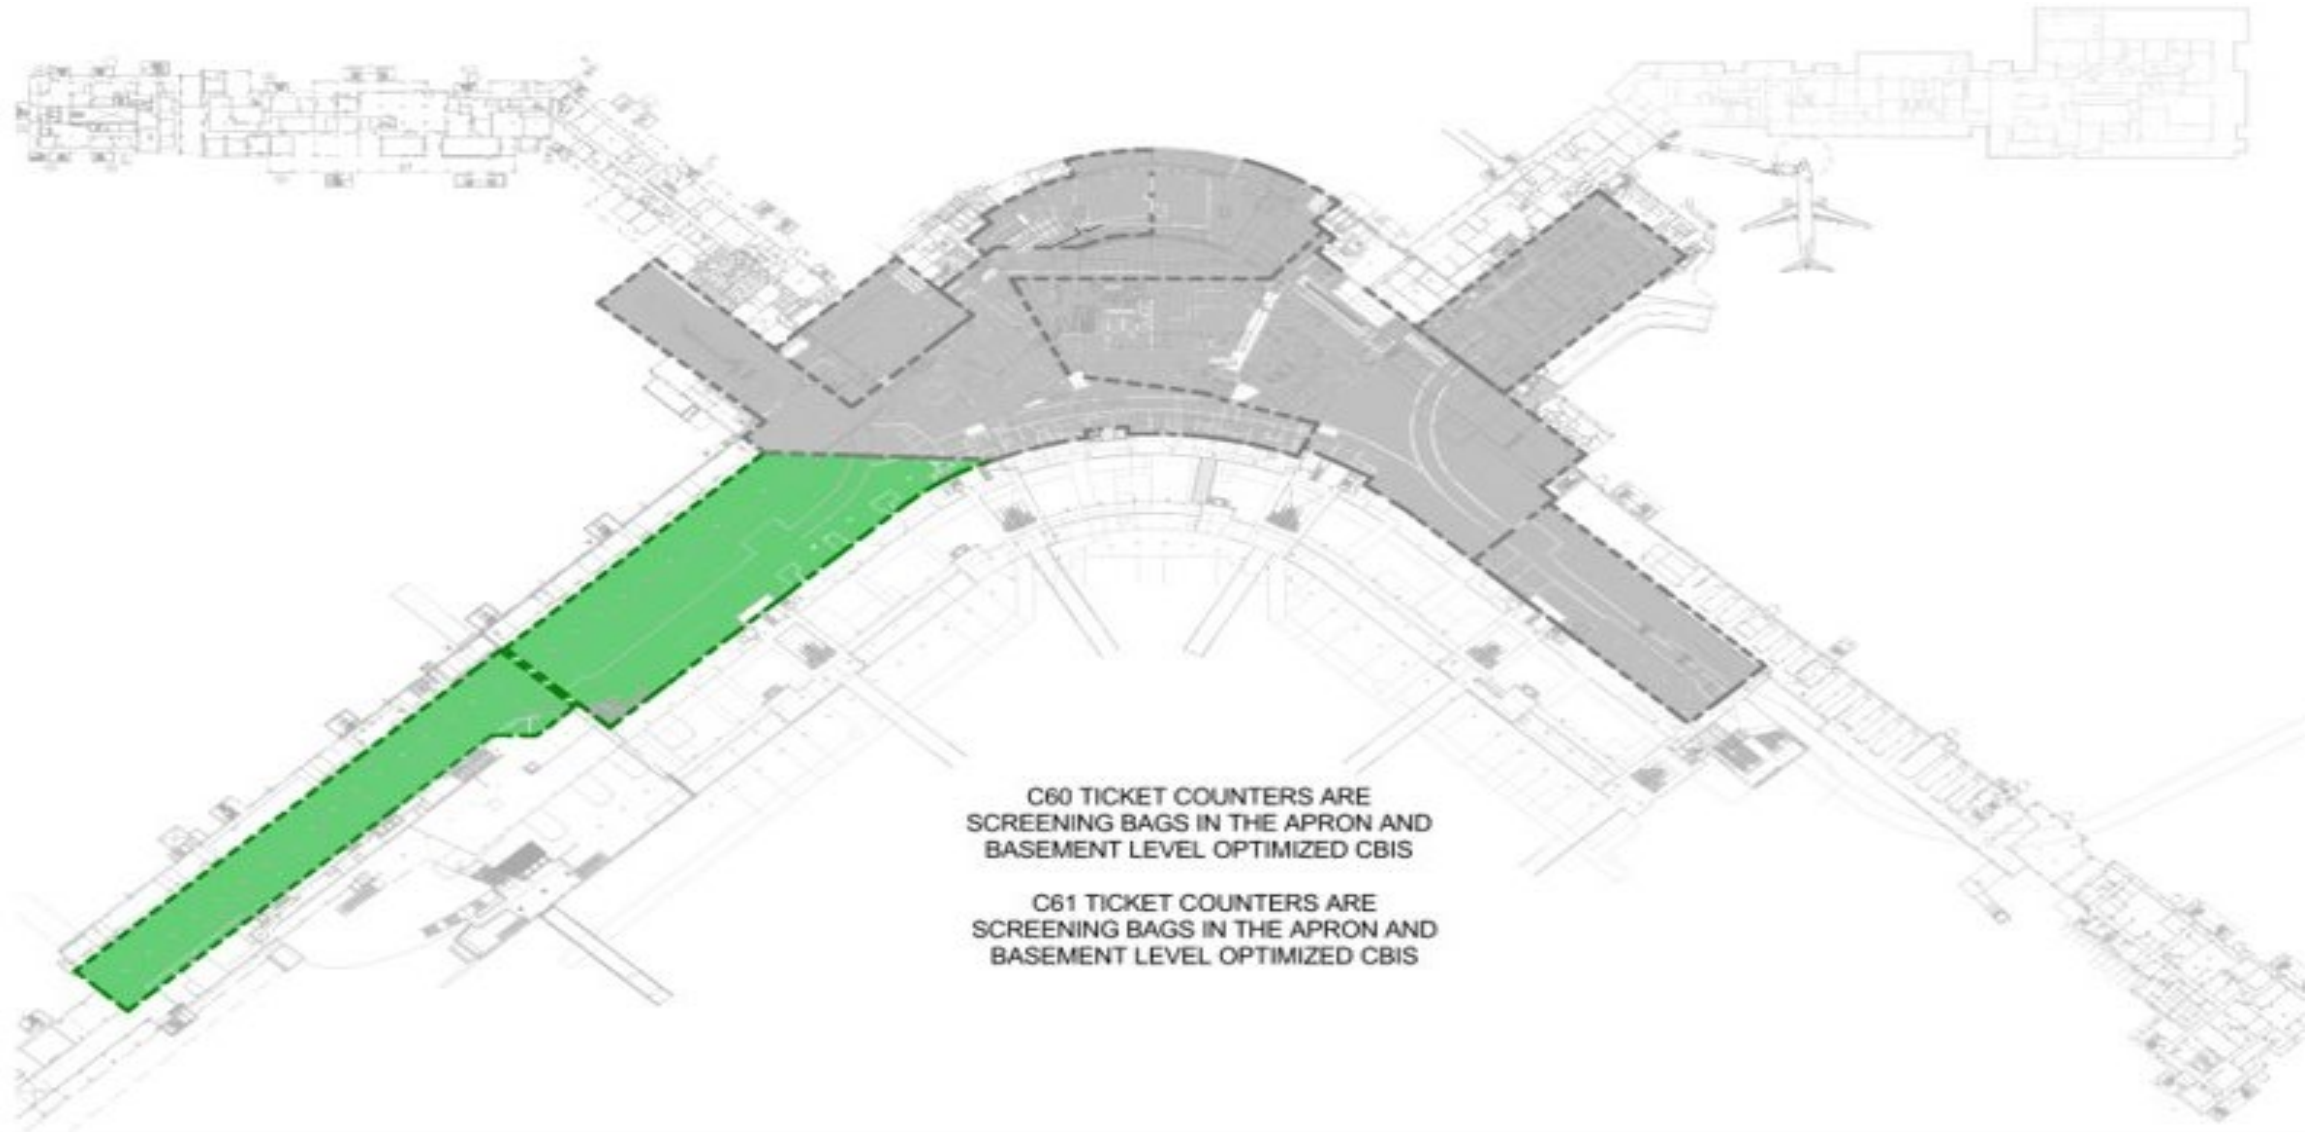 C60 TICKET COUNTERS ARE
SCREENING BAGS IN THE APRON AND
BASEMENT LEVEL OPTIMIZED CBIS
C61 TICKET COUNTERS ARE
SCREENING BAGS IN THE APRON AND
BASEMENT LEVEL OPTIMIZED CBIS